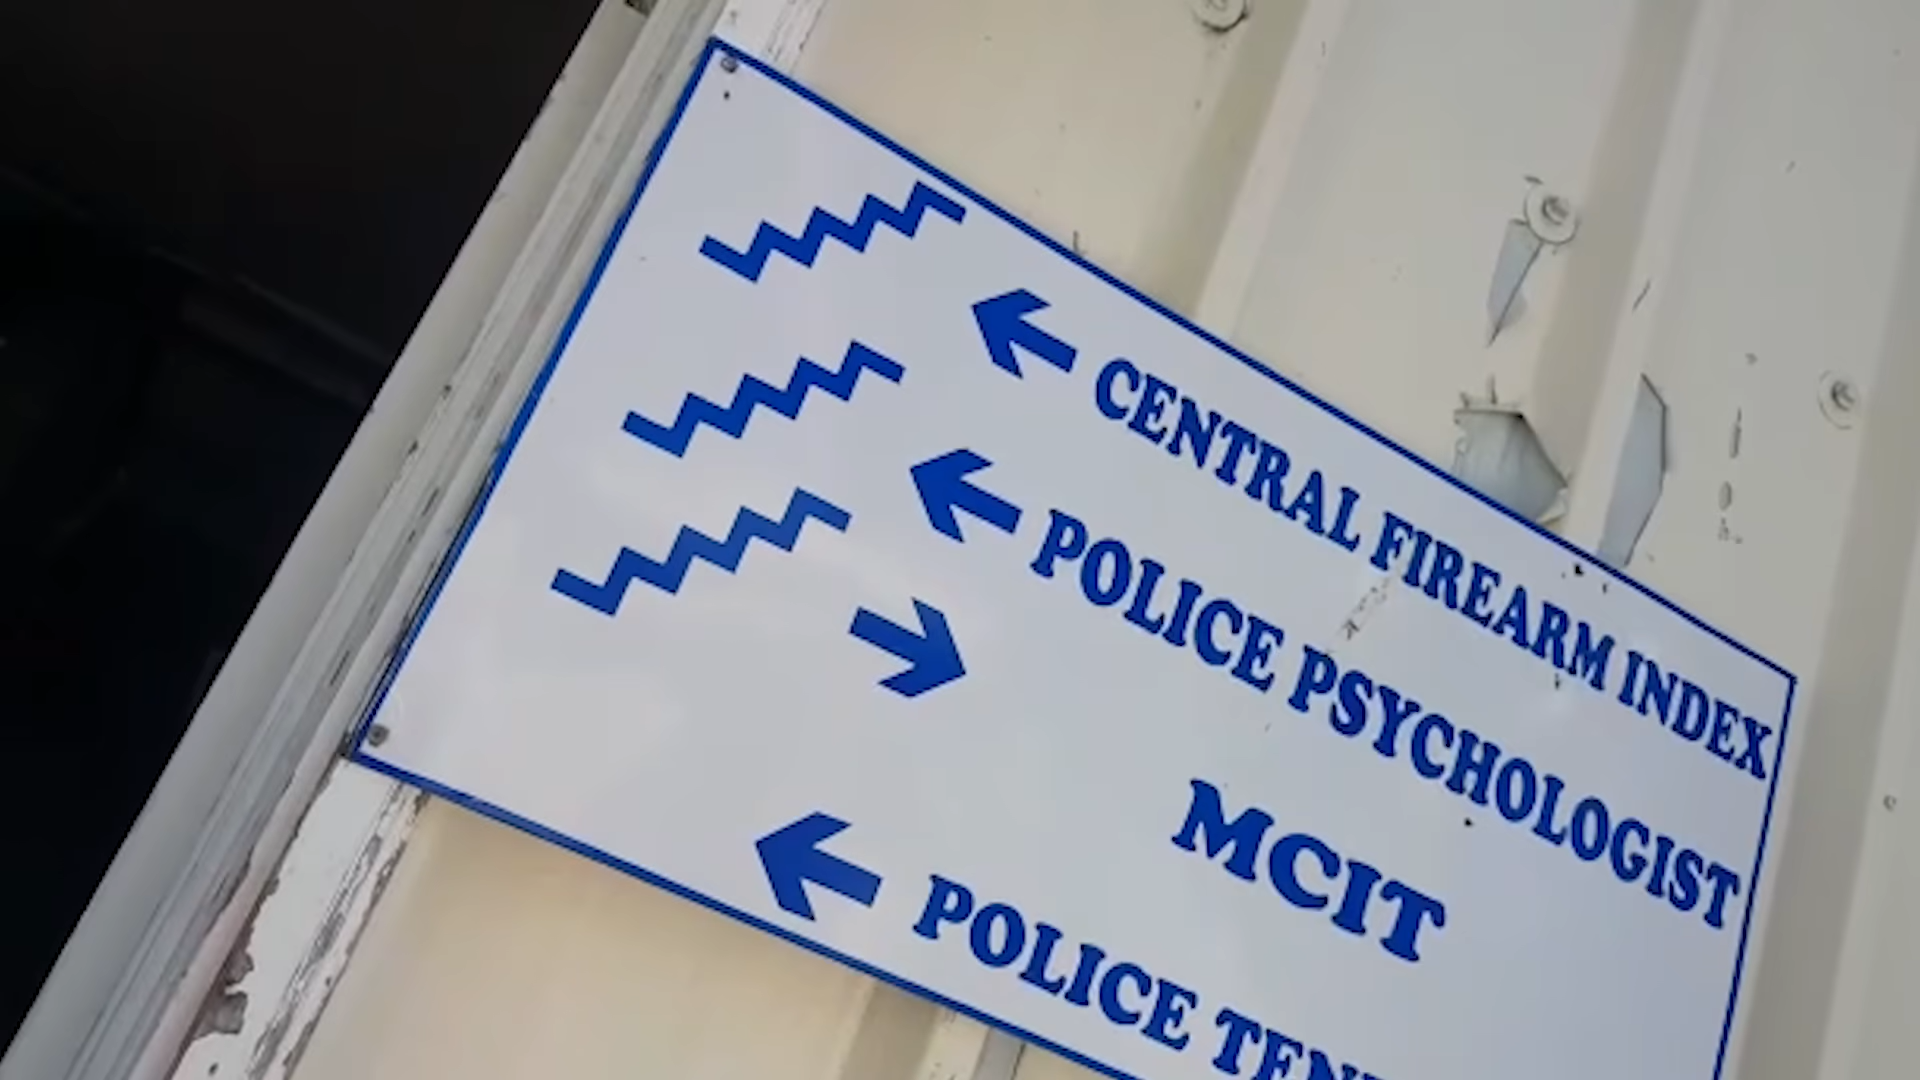 CENTRAL FIREARM INDEX
POLICE PSYCHOLOGIST
MCIT
POLICE